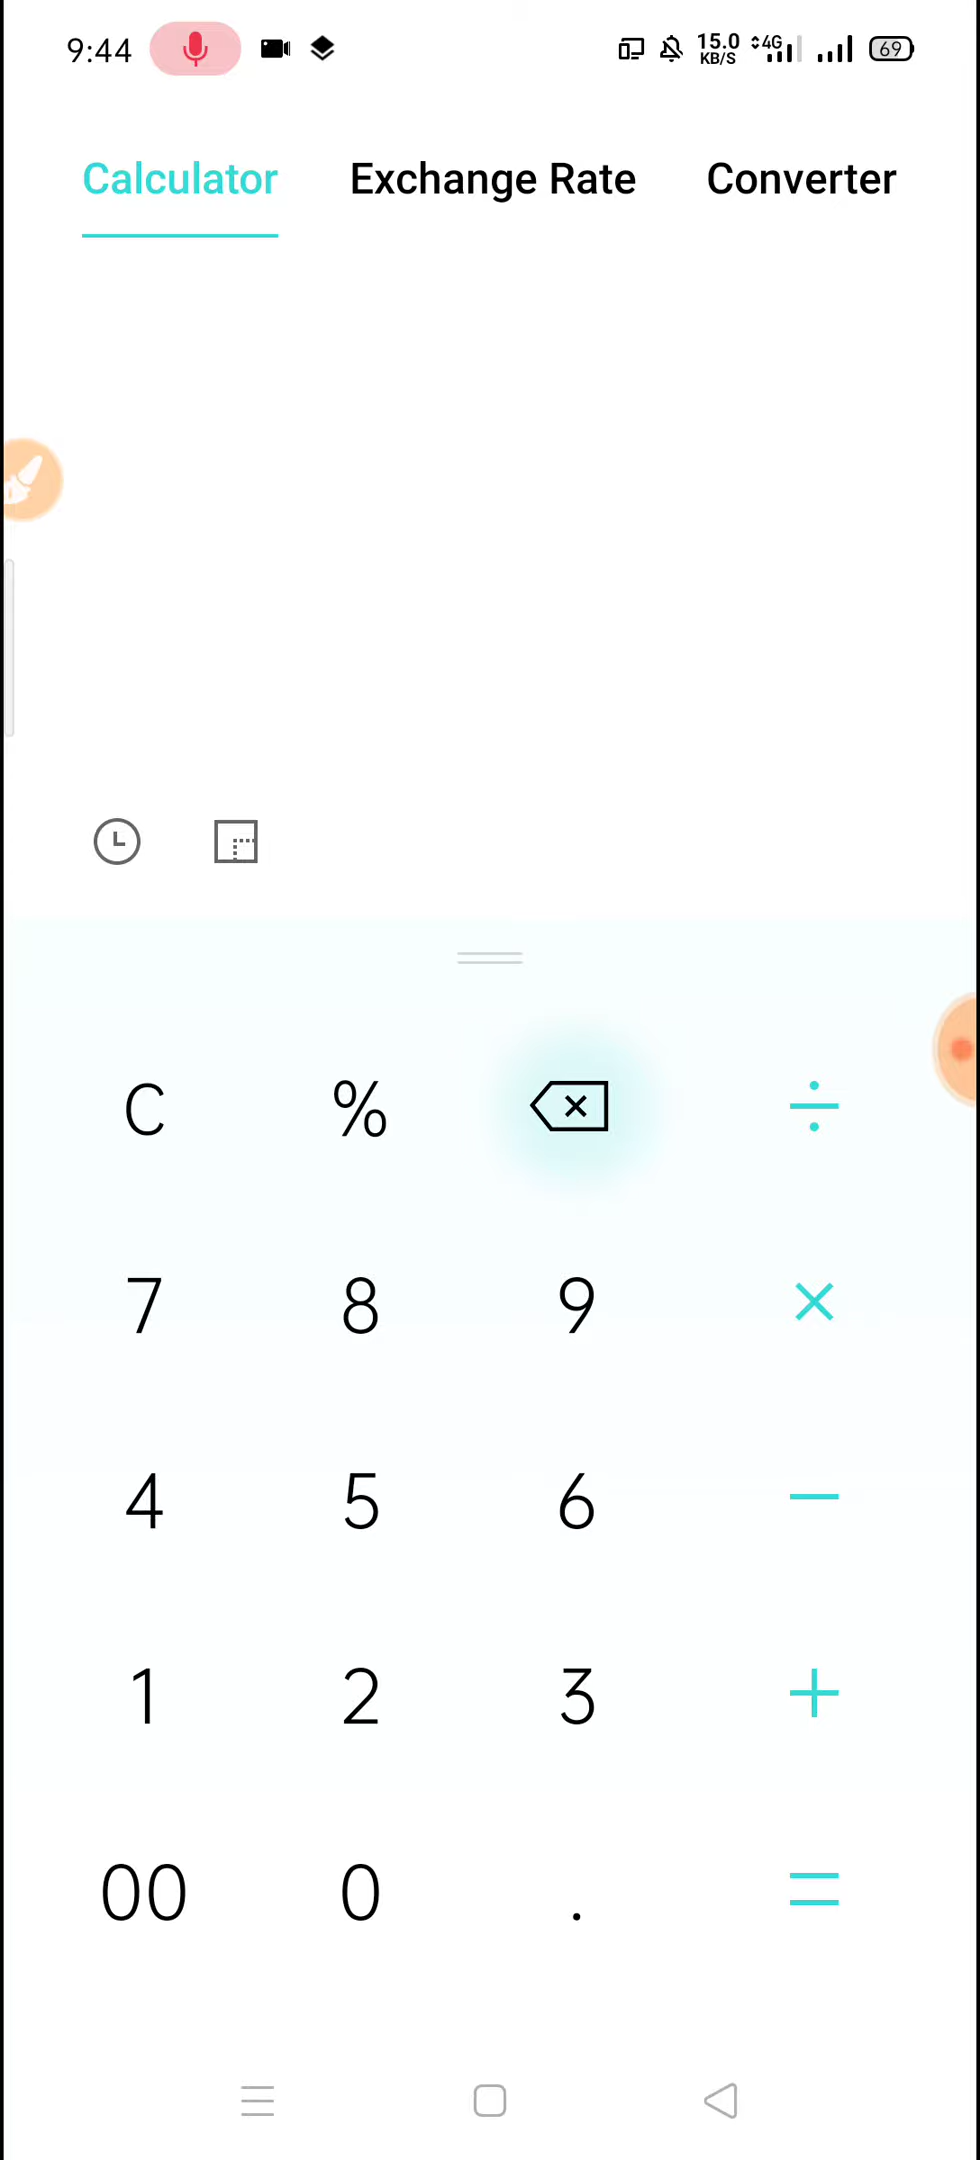 9:44 15.0 KB/S 4G 69
Calculator Exchange Rate Converter
C % ÷
7 8 9 ×
4 5 6 −
1 2 3 +
00 0 . =